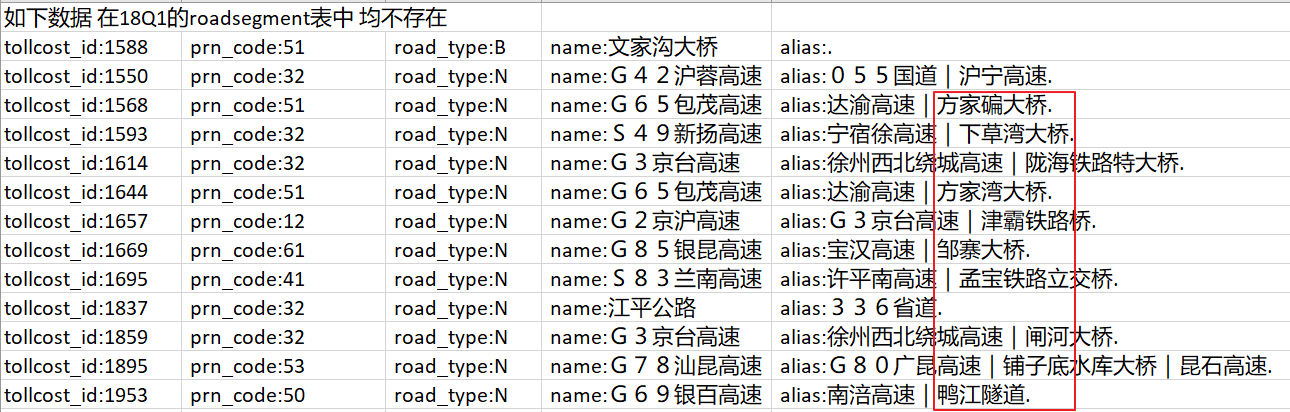 如下数据 在18Q1的roadsegment表中 均不存在
tollcost_id:1588 prn_code:51 road_type:B name:文家沟大桥 alias:.
tollcost_id:1550 prn_code:32 road_type:N name:Ｇ４２沪蓉高速 alias:０５５国道｜沪宁高速.
tollcost_id:1568 prn_code:51 road_type:N name:Ｇ６５包茂高速 alias:达渝高速｜方家碥大桥.
tollcost_id:1593 prn_code:32 road_type:N name:Ｓ４９新扬高速 alias:宁宿徐高速｜下草湾大桥.
tollcost_id:1614 prn_code:32 road_type:N name:Ｇ３京台高速 alias:徐州西北绕城高速｜陇海铁路特大桥.
tollcost_id:1644 prn_code:51 road_type:N name:Ｇ６５包茂高速 alias:达渝高速｜方家湾大桥.
tollcost_id:1657 prn_code:12 road_type:N name:Ｇ２京沪高速 alias:Ｇ３京台高速｜津霸铁路桥.
tollcost_id:1669 prn_code:61 road_type:N name:Ｇ８５银昆高速 alias:宝汉高速｜邹寨大桥.
tollcost_id:1695 prn_code:41 road_type:N name:Ｓ８３兰南高速 alias:许平南高速｜孟宝铁路立交桥.
tollcost_id:1837 prn_code:32 road_type:N name:江平公路 alias:３３６省道.
tollcost_id:1859 prn_code:32 road_type:N name:Ｇ３京台高速 alias:徐州西北绕城高速｜闸河大桥.
tollcost_id:1895 prn_code:53 road_type:N name:Ｇ７８汕昆高速 alias:Ｇ８０广昆高速｜铺子底水库大桥｜昆石高速.
tollcost_id:1953 prn_code:50 road_type:N name:Ｇ６９银百高速 alias:南涪高速｜鸭江隧道.